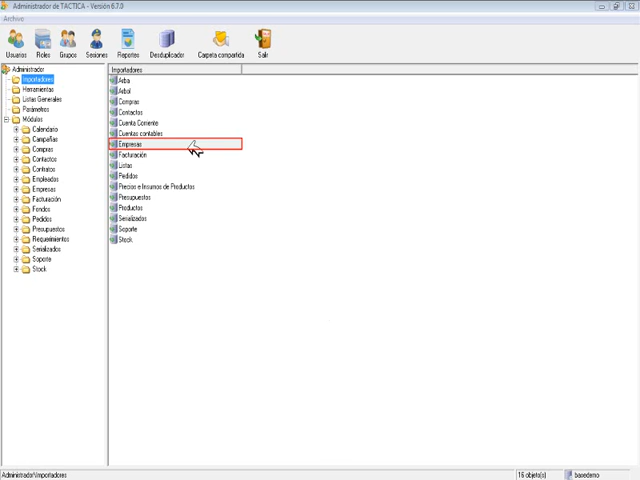 Administrador de TACTICA - Versión 6.7.0
Archivo
Usuarios Roles Grupos Sesiones Reportes Desduplicador Carpeta compartida Salir
Administrador
Importadores
Herramientas
Listas Generales
Parámetros
Módulos
Calendario
Campañas
Compras
Contactos
Contratos
Empleados
Empresas
Facturación
Fondos
Pedidos
Presupuestos
Requerimientos
Serializados
Soporte
Stock
Importadores
Arba
Arbol
Compras
Contactos
Cuenta Corriente
Cuentas contables
Empresas
Facturación
Listas
Pedidos
Precios e Insumos de Productos
Presupuestos
Productos
Serializados
Soporte
Stock
Administrador\Importadores
16 objeto(s)
basedemo